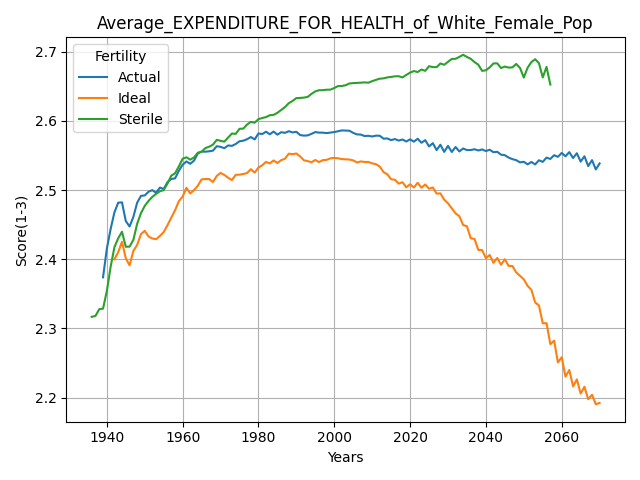 Average_EXPENDITURE_FOR_HEALTH_of_White_Female_Pop
Fertility
Actual
Ideal
Sterile
Score(1-3)
2.7
2.6
2.5
2.4
2.3
2.2
1940 1960 1980 2000 2020 2040 2060
Years